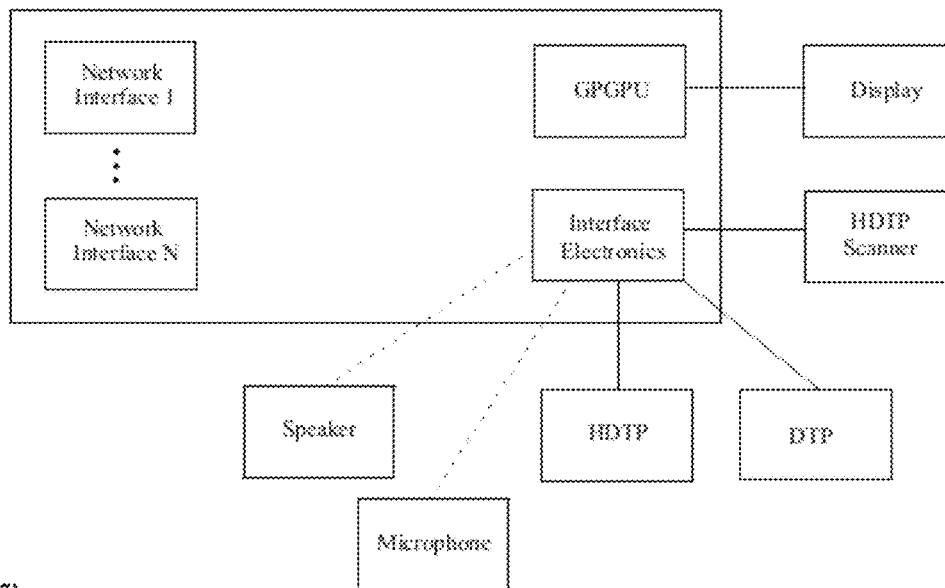 Network
Interface 1
GPGPU
Display
Network
Interface N
Interface
Electronics
HDTP
Scanner
Speaker
HDTP
DTP
Microphone